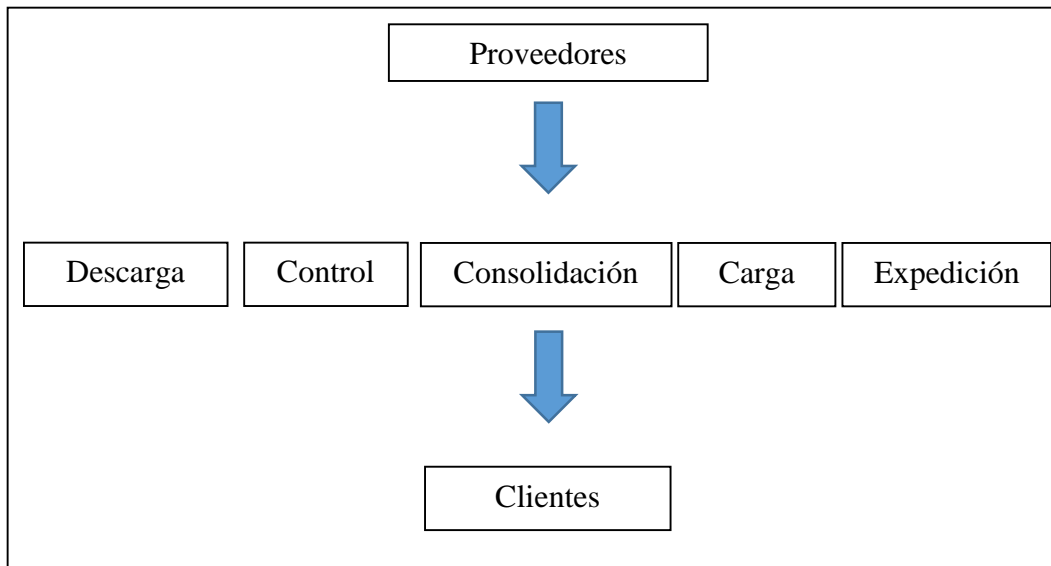 Proveedores
Descarga Control Consolidación Carga Expedición
Clientes